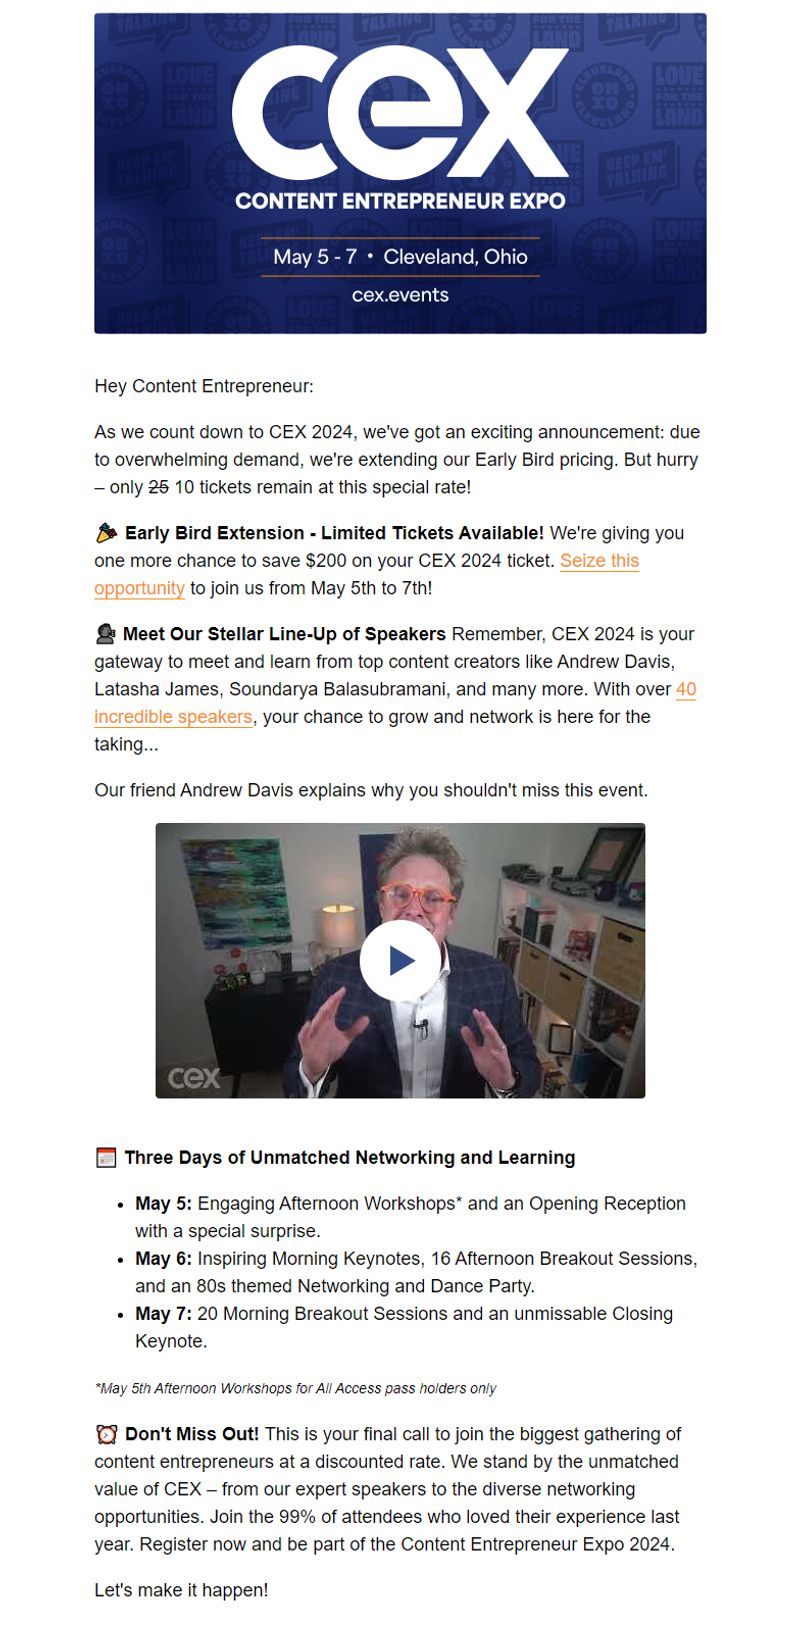 cex
CONTENT ENTREPRENEUR EXPO
May 5 - 7 • Cleveland, Ohio
cex.events
Hey Content Entrepreneur:
As we count down to CEX 2024, we've got an exciting announcement: due
to overwhelming demand, we're extending our Early Bird pricing. But hurry
– only 25 10 tickets remain at this special rate!
🎉 Early Bird Extension - Limited Tickets Available! We're giving you
one more chance to save $200 on your CEX 2024 ticket. Seize this
opportunity to join us from May 5th to 7th!
🗣 Meet Our Stellar Line-Up of Speakers Remember, CEX 2024 is your
gateway to meet and learn from top content creators like Andrew Davis,
Latasha James, Soundarya Balasubramani, and many more. With over 40
incredible speakers, your chance to grow and network is here for the
taking...
Our friend Andrew Davis explains why you shouldn't miss this event.
cex
📅 Three Days of Unmatched Networking and Learning
• May 5: Engaging Afternoon Workshops* and an Opening Reception
with a special surprise.
• May 6: Inspiring Morning Keynotes, 16 Afternoon Breakout Sessions,
and an 80s themed Networking and Dance Party.
• May 7: 20 Morning Breakout Sessions and an unmissable Closing
Keynote.
*May 5th Afternoon Workshops for All Access pass holders only
⏰ Don't Miss Out! This is your final call to join the biggest gathering of
content entrepreneurs at a discounted rate. We stand by the unmatched
value of CEX – from our expert speakers to the diverse networking
opportunities. Join the 99% of attendees who loved their experience last
year. Register now and be part of the Content Entrepreneur Expo 2024.
Let's make it happen!